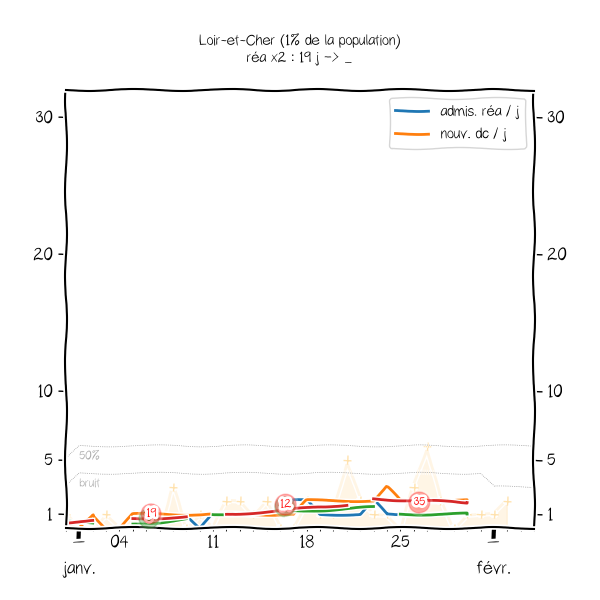 Loir-et-Cher (1% de la population)
réa x2 : 19 j -> _
admis. réa / j
nouv. dc / j
30
30
20
20
10
10
5
5
1
1
50%
bruit
19
12
35
04
11
18
25
janv.
févr.